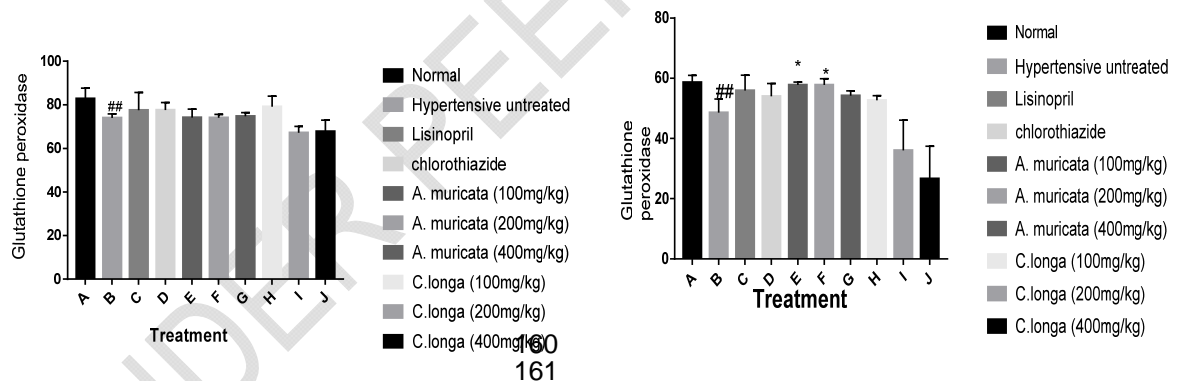 Glutathione peroxidase
100
80
60
40
20
0
##
A B C D E F G H I J
Treatment
Normal
Hypertensive untreated
Lisinopril
chlorothiazide
A. muricata (100mg/kg)
A. muricata (200mg/kg)
A. muricata (400mg/kg)
C.longa (100mg/kg)
C.longa (200mg/kg)
C.longa (400mg/kg)
160
161
Glutathione
peroxidase
80
60
40
20
0
##
*
*
A B C D E F G H I J
Treatment
Normal
Hypertensive untreated
Lisinopril
chlorothiazide
A. muricata (100mg/kg)
A. muricata (200mg/kg)
A. muricata (400mg/kg)
C.longa (100mg/kg)
C.longa (200mg/kg)
C.longa (400mg/kg)
UNDER PEE